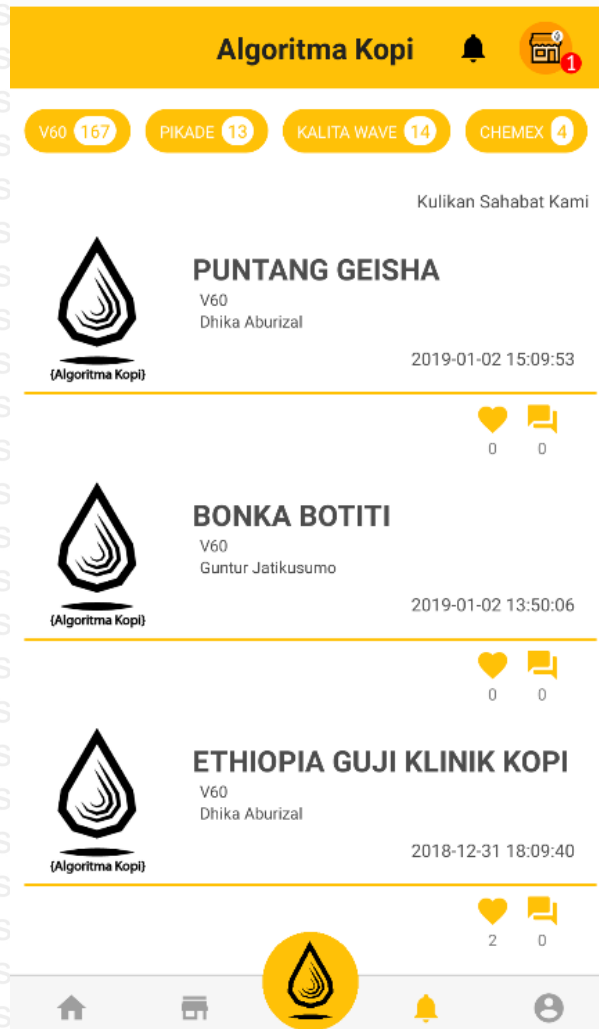 Algoritma Kopi
1
V60 167 PIKADE 13 KALITA WAVE 14 CHEMEX 4
Kulikan Sahabat Kami
PUNTANG GEISHA
V60
Dhika Aburizal
{Algoritma Kopi}
2019-01-02 15:09:53
0 0
BONKA BOTITI
V60
Guntur Jatikusumo
{Algoritma Kopi}
2019-01-02 13:50:06
0 0
ETHIOPIA GUJI KLINIK KOPI
V60
Dhika Aburizal
{Algoritma Kopi}
2018-12-31 18:09:40
2 0